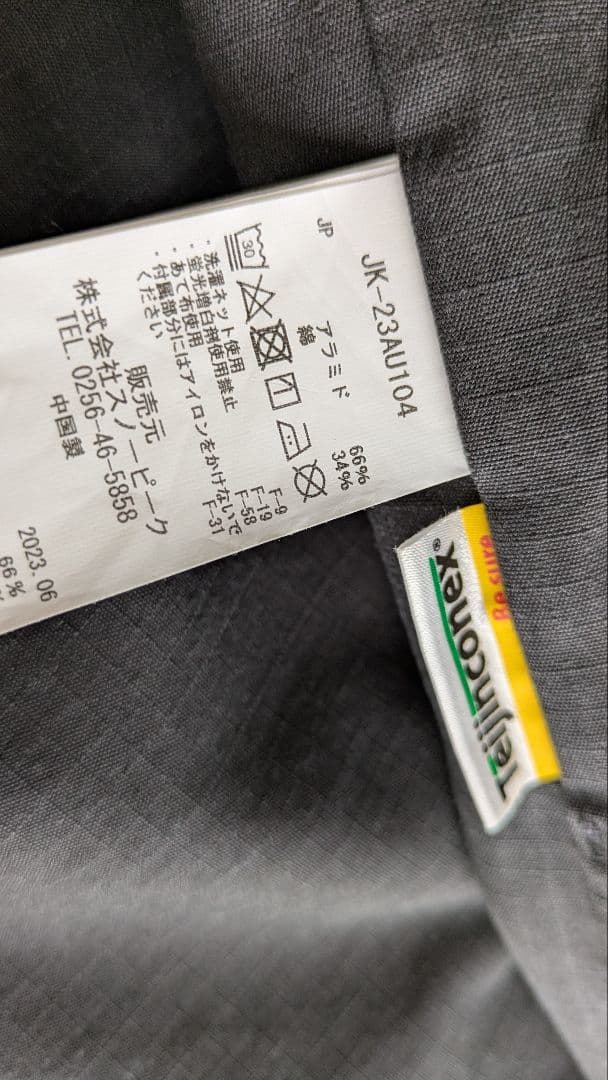 JK-23AU104
JP
アラミド 66%
綿 34%
30
・洗濯ネット使用
・蛍光増白剤使用禁止
・あて布使用
・付属部分にはアイロンをかけないで
ください
F-9
F-19
F-58
F-31
販売元
株式会社スノーピーク
TEL. 0256-46-5858
中国製
2023. 06
66%
Be sure
Teijinconex®